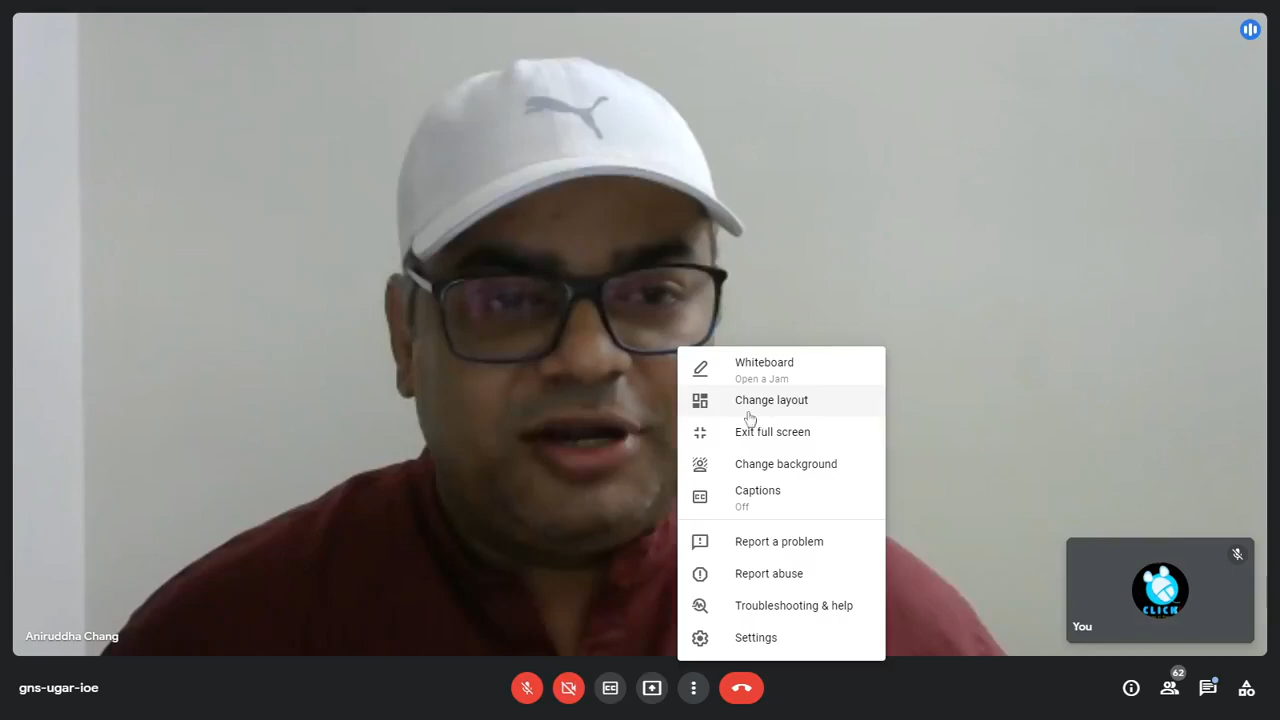 Whiteboard
Open a Jam
Change layout
Exit full screen
Change background
Captions
Off
Report a problem
Report abuse
Troubleshooting & help
Settings
CLICK
You
Aniruddha Chang
gns-ugar-ioe
62